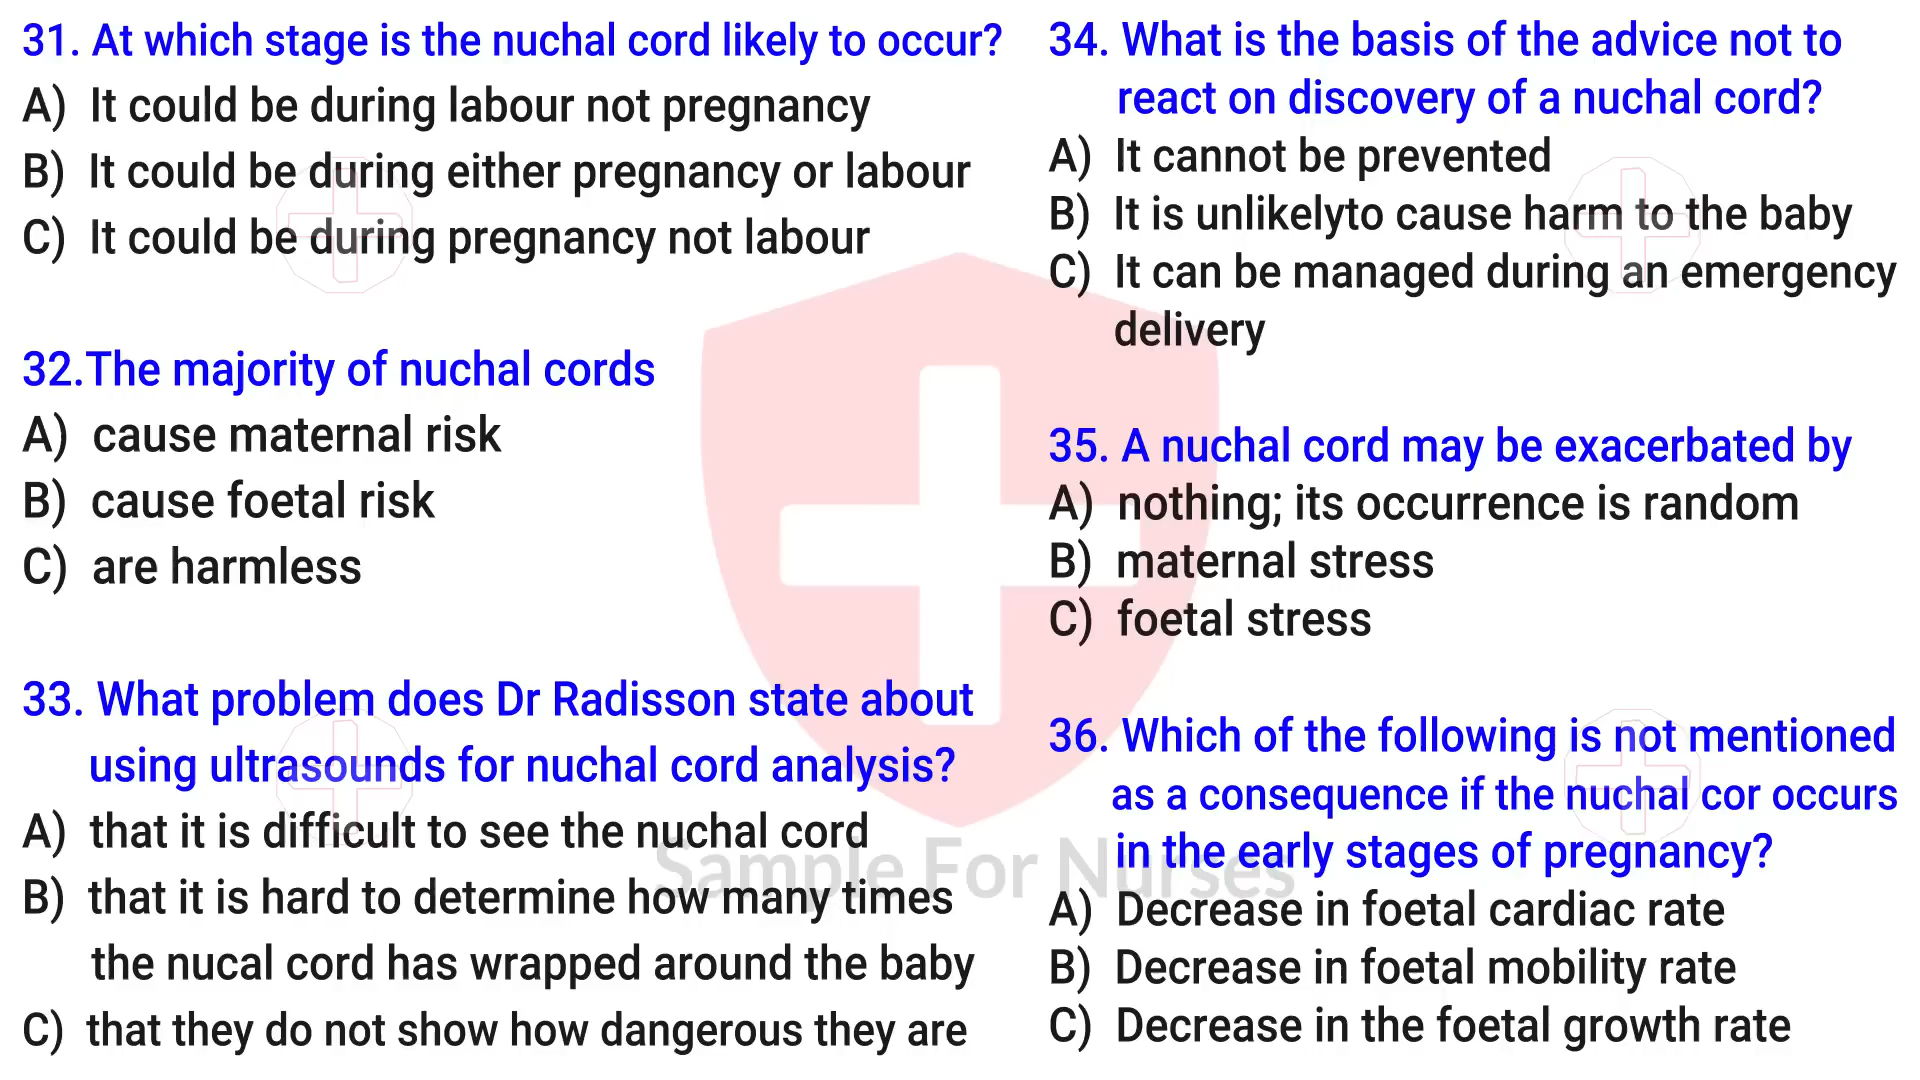 31. At which stage is the nuchal cord likely to occur?
A) It could be during labour not pregnancy
B) It could be during either pregnancy or labour
C) It could be during pregnancy not labour
32.The majority of nuchal cords
A) cause maternal risk
B) cause foetal risk
C) are harmless
33. What problem does Dr Radisson state about
using ultrasounds for nuchal cord analysis?
A) that it is difficult to see the nuchal cord
B) that it is hard to determine how many times
the nucal cord has wrapped around the baby
C) that they do not show how dangerous they are
34. What is the basis of the advice not to
react on discovery of a nuchal cord?
A) It cannot be prevented
B) It is unlikelyto cause harm to the baby
C) It can be managed during an emergency
delivery
35. A nuchal cord may be exacerbated by
A) nothing; its occurrence is random
B) maternal stress
C) foetal stress
36. Which of the following is not mentioned
as a consequence if the nuchal cor occurs
in the early stages of pregnancy?
A) Decrease in foetal cardiac rate
B) Decrease in foetal mobility rate
C) Decrease in the foetal growth rate
Sample For Nurses